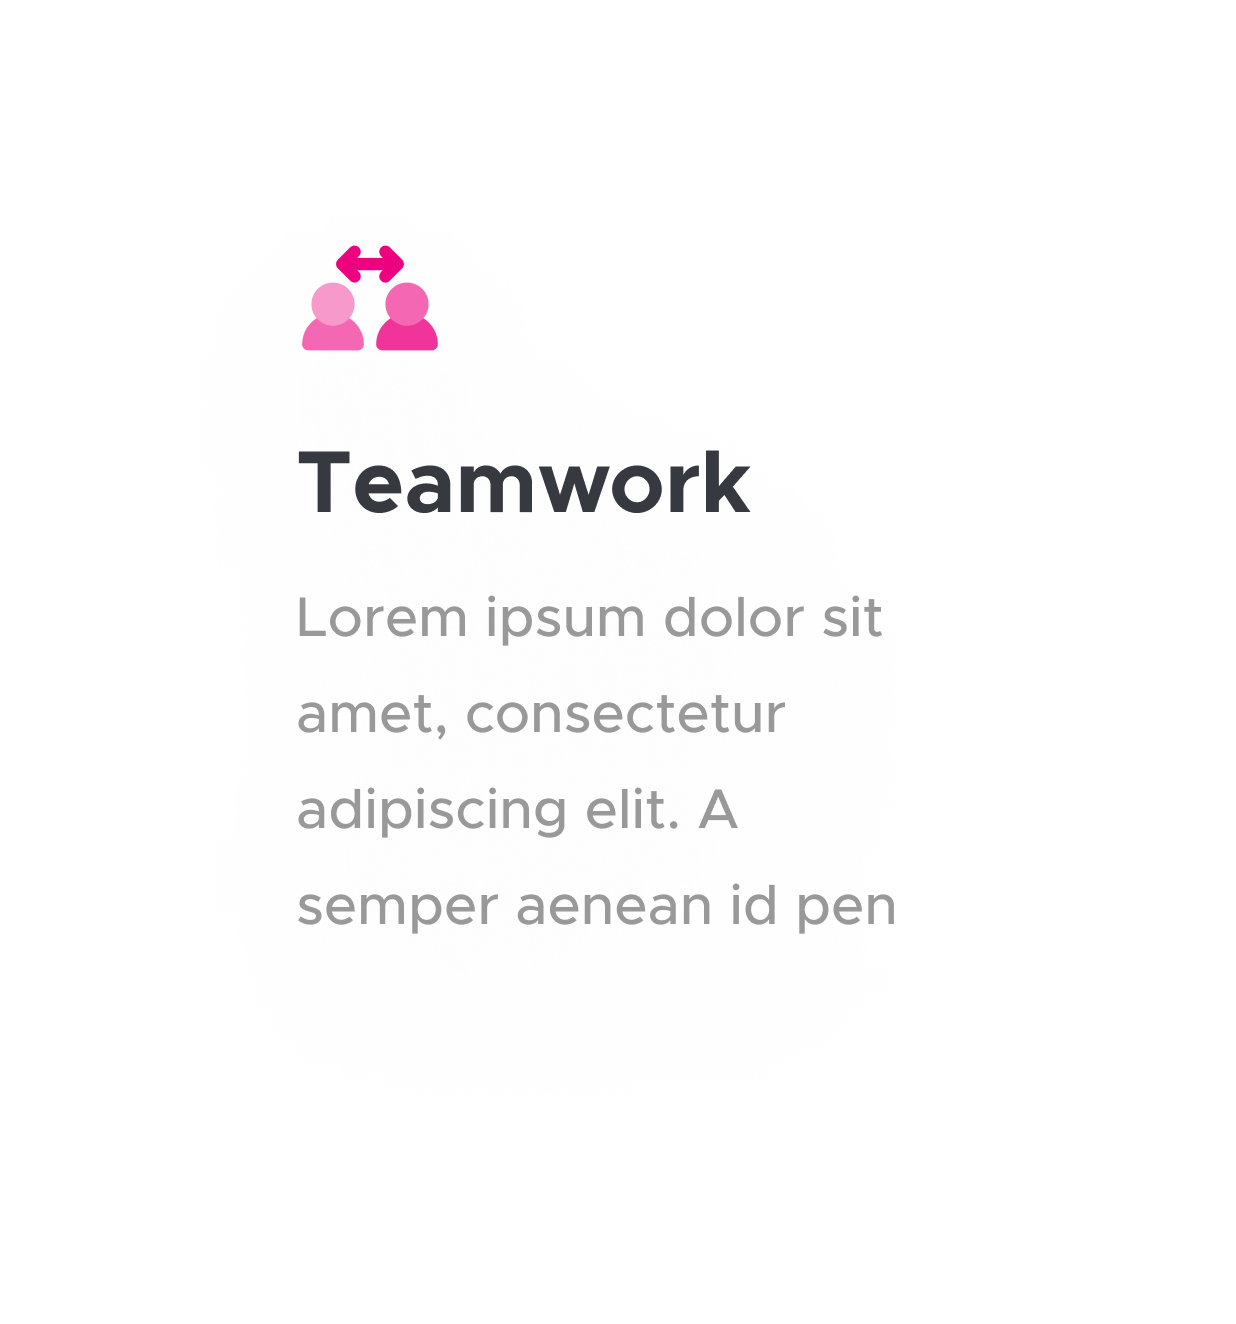 Teamwork
Lorem ipsum dolor sit
amet, consectetur
adipiscing elit. A
semper aenean id pen